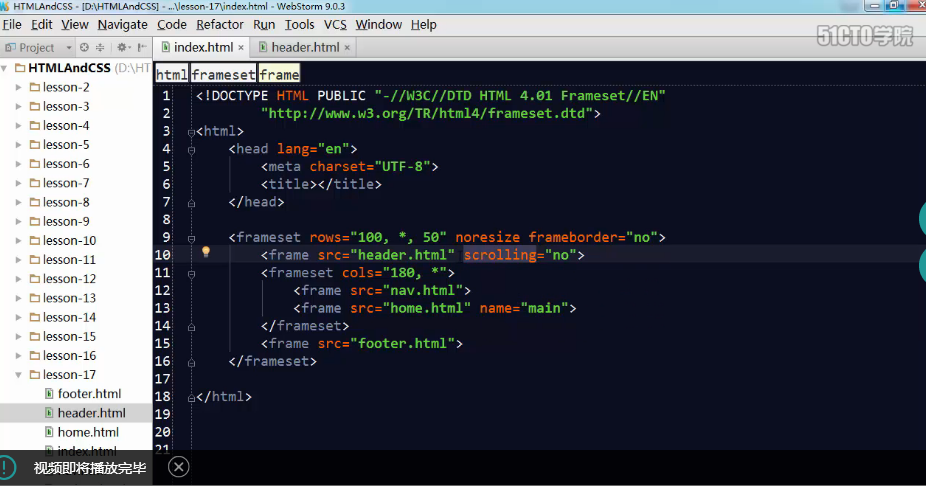 HTMLAndCSS - [D:\HTMLAndCSS] - ...\lesson-17\index.html - WebStorm 9.0.3
File Edit View Navigate Code Refactor Run Tools VCS Window Help
51CTO学院
Project
index.html
header.html
HTMLAndCSS (D:\HT
lesson-2
lesson-3
lesson-4
lesson-5
lesson-6
lesson-7
lesson-8
lesson-9
lesson-10
lesson-11
lesson-12
lesson-13
lesson-14
lesson-15
lesson-16
lesson-17
footer.html
header.html
home.html
index.html
html frameset frame
1 <!DOCTYPE HTML PUBLIC "-//W3C//DTD HTML 4.01 Frameset//EN"
2 "http://www.w3.org/TR/html4/frameset.dtd">
3 <html>
4 <head lang="en">
5 <meta charset="UTF-8">
6 <title></title>
7 </head>
8
9 <frameset rows="100, *, 50" noresize frameborder="no">
10 <frame src="header.html" scrolling="no">
11 <frameset cols="180, *">
12 <frame src="nav.html">
13 <frame src="home.html" name="main">
14 </frameset>
15 <frame src="footer.html">
16 </frameset>
17
18 </html>
19
20
21
视频即将播放完毕